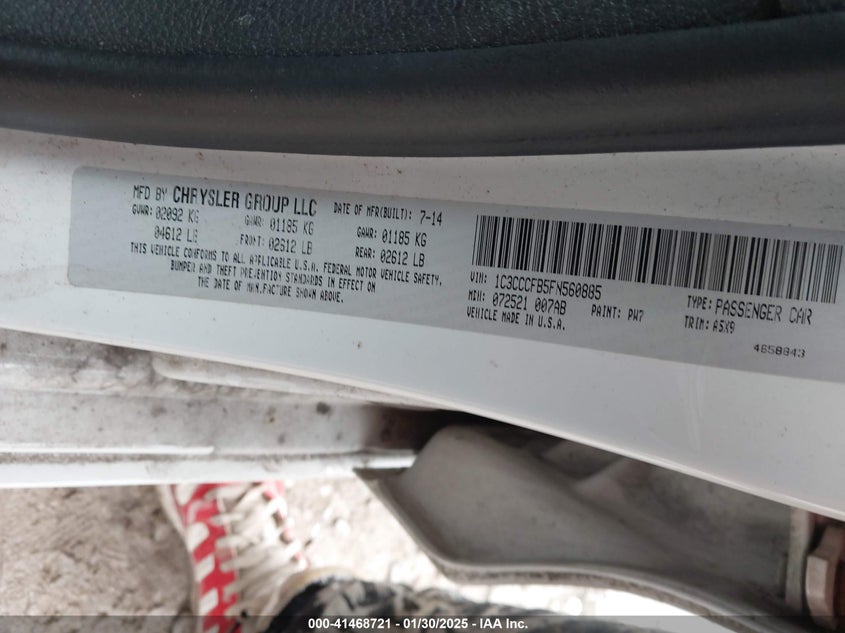 MFD BY CHRYSLER GROUP LLC
DATE OF MFR(BUILT): 7-14
GVWR: 02092 KG GAWR: 01185 KG GAWR: 01185 KG
04612 LB FRONT: 02612 LB REAR: 02612 LB
THIS VEHICLE CONFORMS TO ALL APPLICABLE U.S.A. FEDERAL MOTOR VEHICLE SAFETY,
BUMPER AND THEFT PREVENTION STANDARDS IN EFFECT ON
THE DATE OF MANUFACTURE SHOWN ABOVE.
VIN: 1C3CCCFB5FN560885 TYPE: PASSENGER CAR
MDH: 072521 007AB PAINT: PW7 TRIM: A5X9
VEHICLE MADE IN U.S.A.
4658843
000-41468721 — 01/30/2025 — IAA Inc.